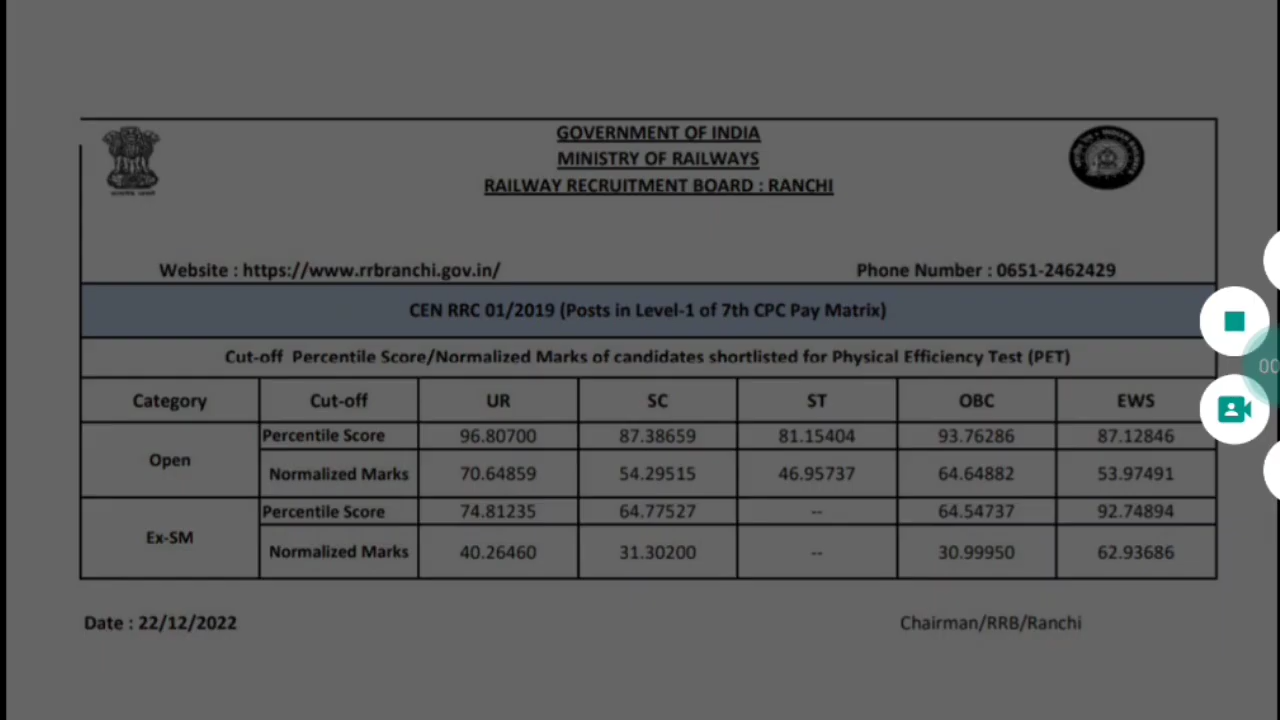 GOVERNMENT OF INDIA
MINISTRY OF RAILWAYS
RAILWAY RECRUITMENT BOARD : RANCHI
Website : https://www.rrbranchi.gov.in/ Phone Number : 0651-2462429
CEN RRC 01/2019 (Posts in Level-1 of 7th CPC Pay Matrix)
Cut-off Percentile Score/Normalized Marks of candidates shortlisted for Physical Efficiency Test (PET)
Category Cut-off UR SC ST OBC EWS
Open Percentile Score 96.80700 87.38659 81.15404 93.76286 87.12846
Normalized Marks 70.64859 54.29515 46.95737 64.64882 53.97491
Ex-SM Percentile Score 74.81235 64.77527 -- 64.54737 92.74894
Normalized Marks 40.26460 31.30200 -- 30.99950 62.93686
Date : 22/12/2022 Chairman/RRB/Ranchi
00